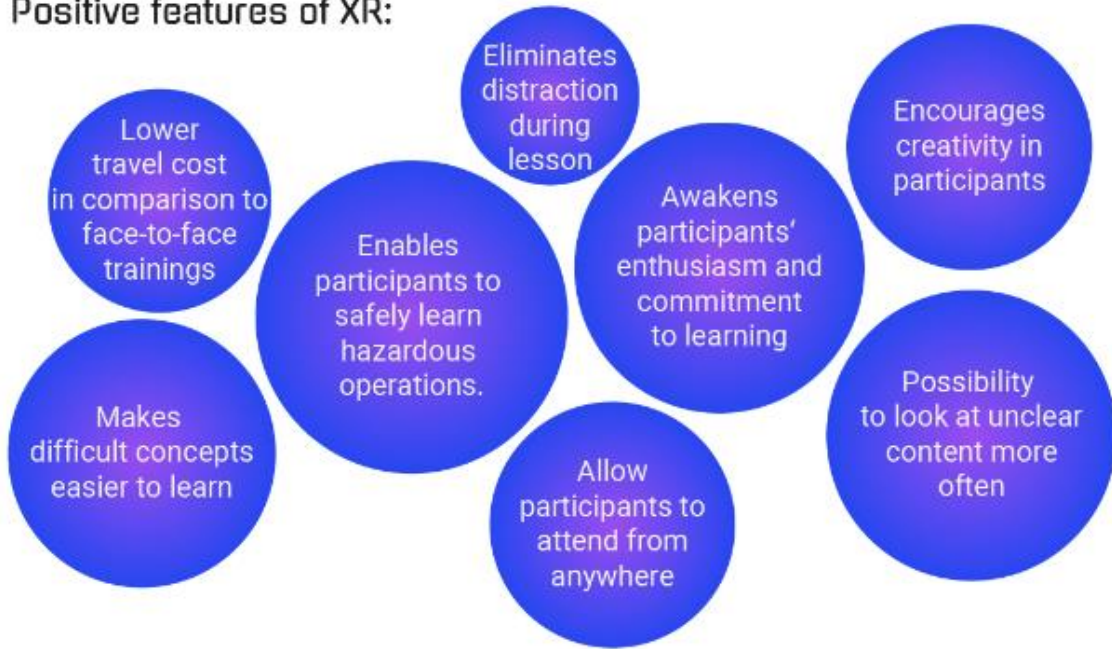 Positive features of XR:
Eliminates
distraction
during
lesson
Encourages
creativity in
participants
Lower
travel cost
in comparison to
face-to-face
trainings
Awakens
participants‘
enthusiasm and
commitment
to learning
Enables
participants to
safely learn
hazardous
operations.
Possibility
to look at unclear
content more
often
Makes
difficult concepts
easier to learn
Allow
participants to
attend from
anywhere